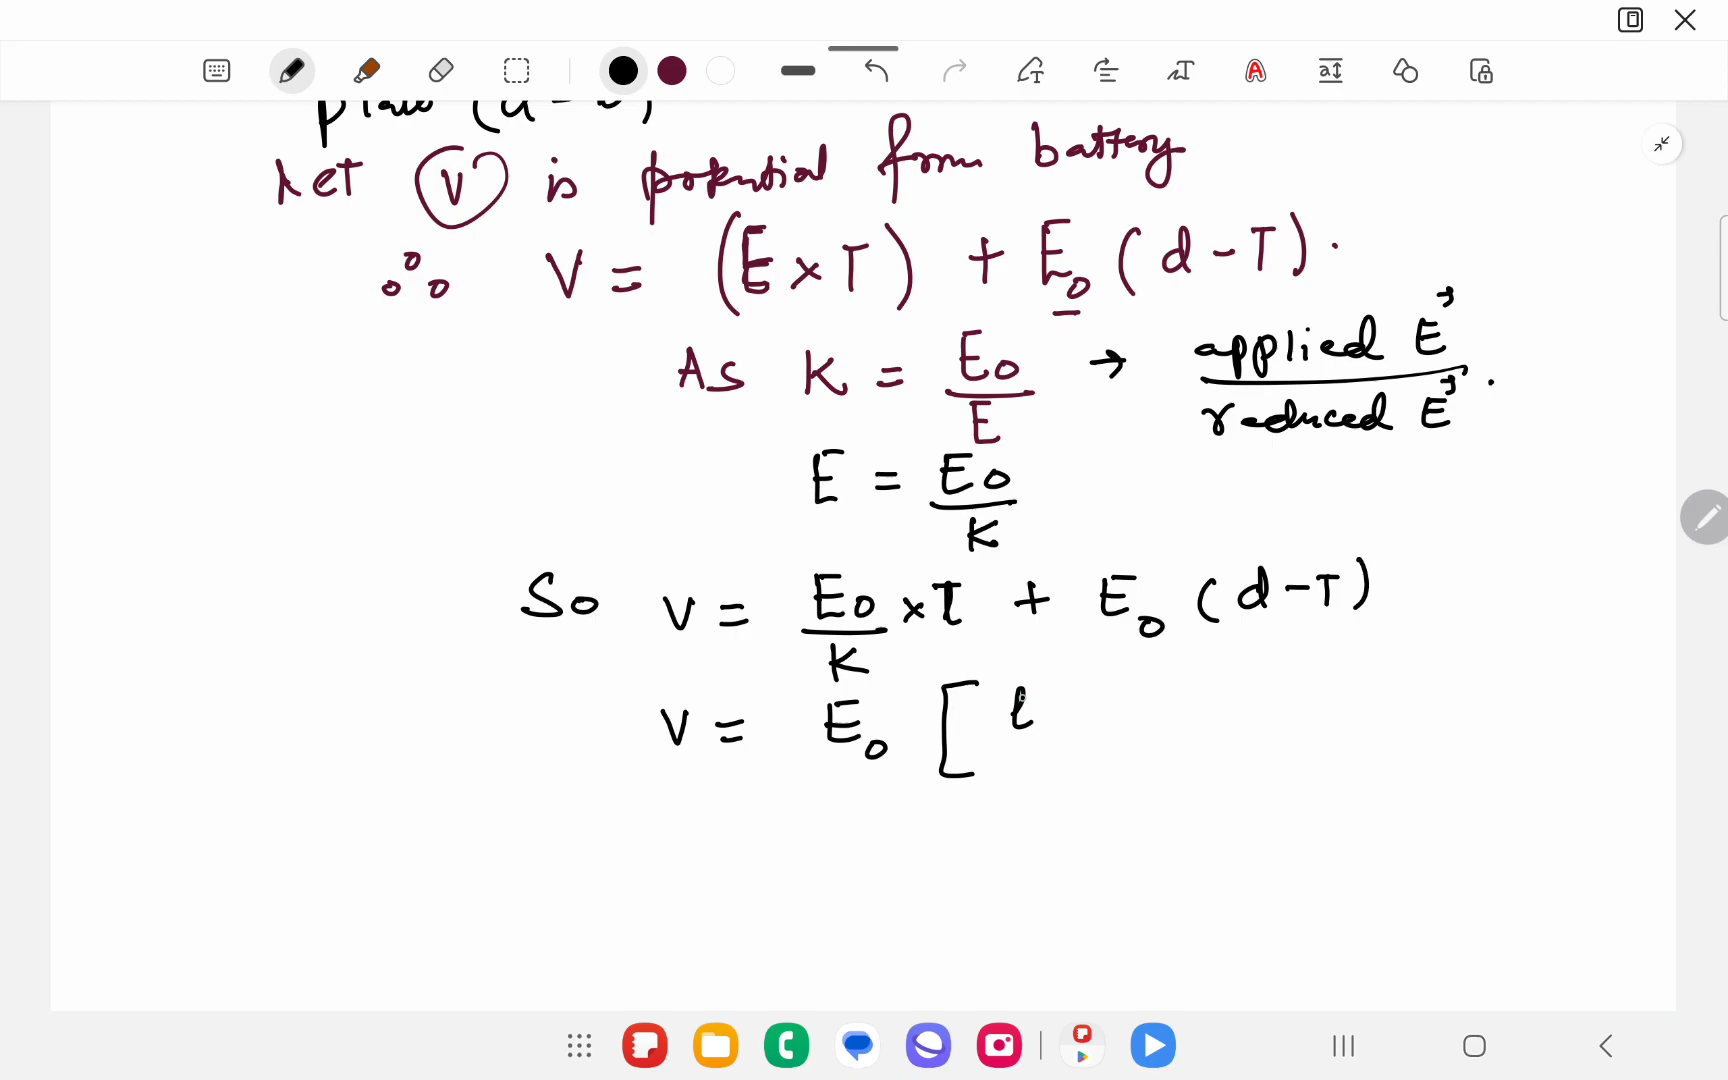 Let V is potential from battery
∴ V = (E × T) + E₀ (d - T).
As K = E₀/E → applied E⃗ / reduced E⃗.
E = E₀/K
So V = E₀/K × t + E₀ (d - T)
V = E₀ [ t